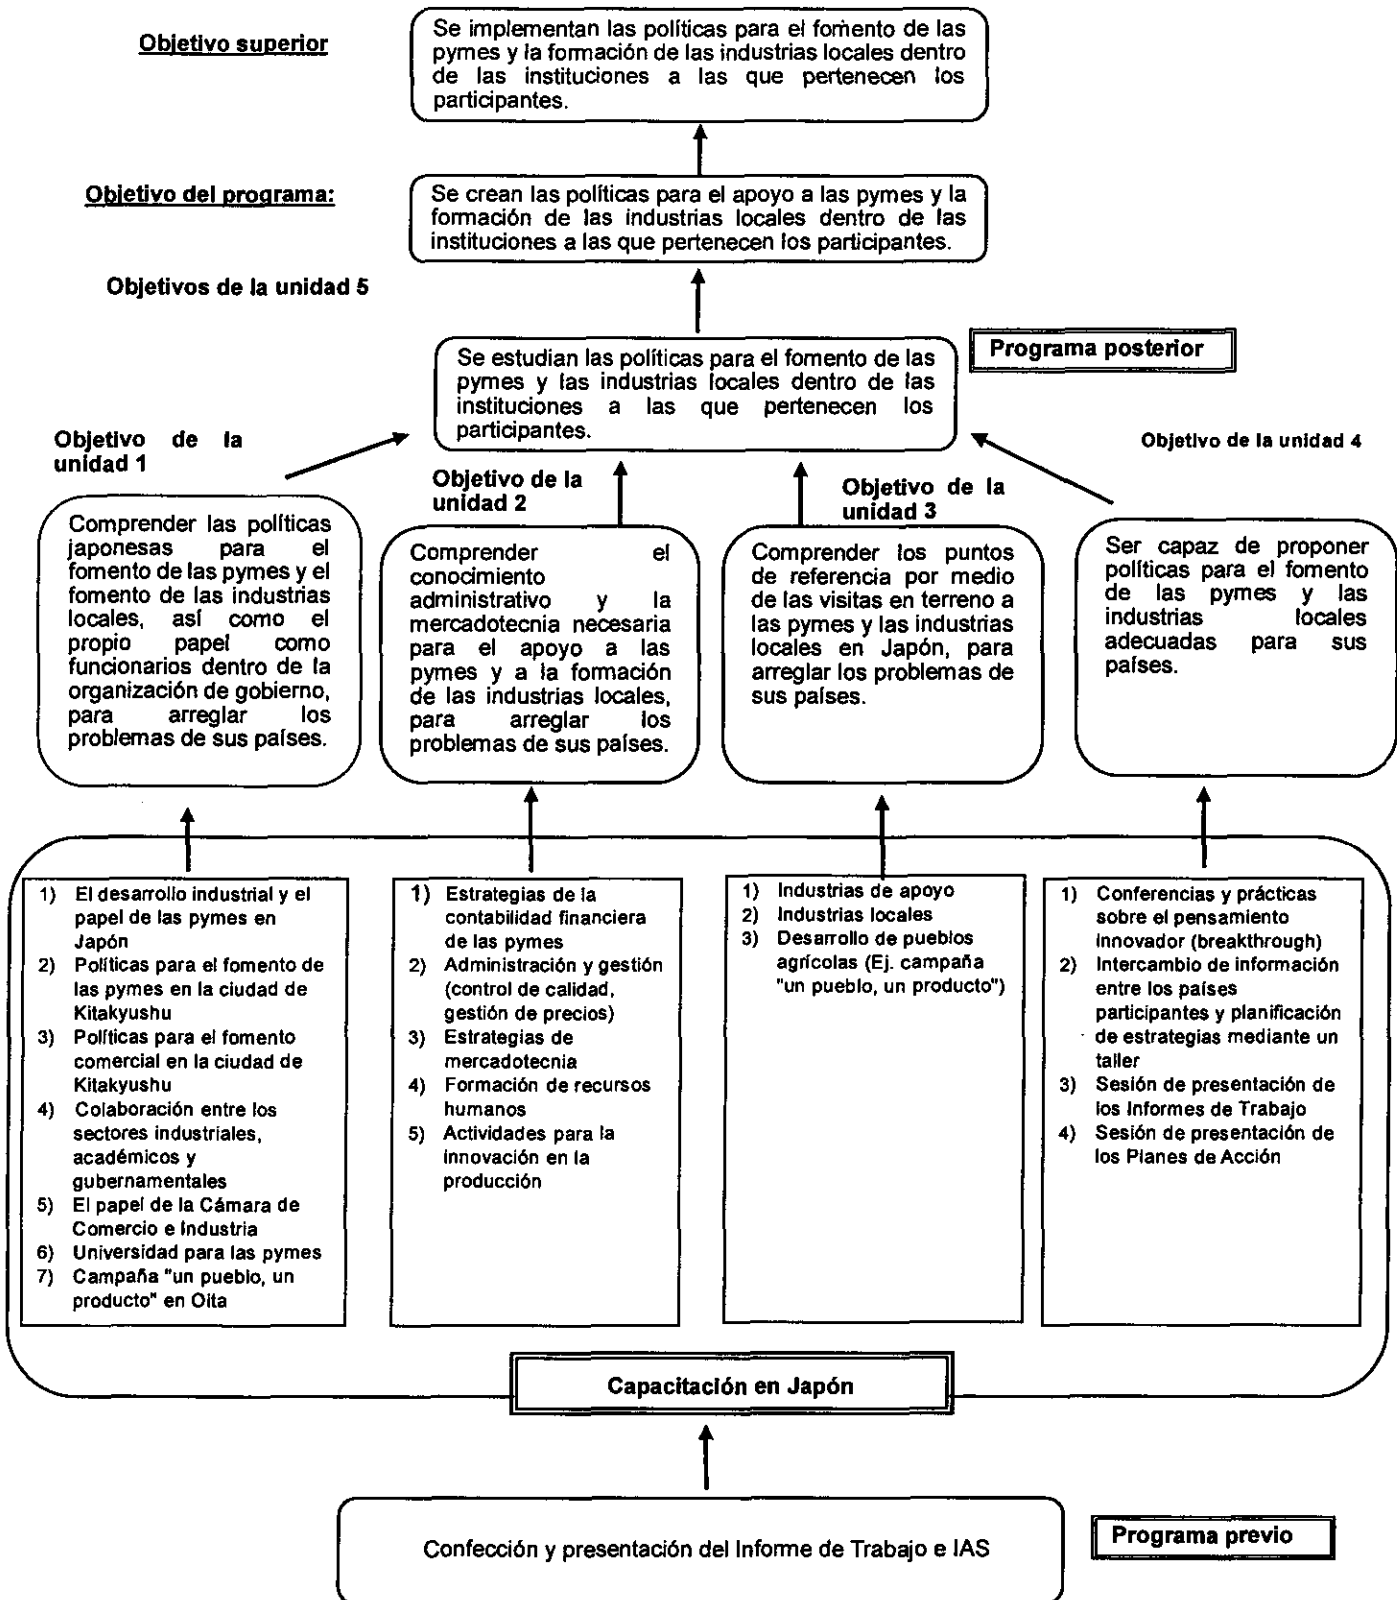 Objetivo superior
Se implementan las políticas para el fomento de las
pymes y la formación de las industrias locales dentro
de las instituciones a las que pertenecen los
participantes.
Objetivo del programa:
Se crean las políticas para el apoyo a las pymes y la
formación de las industrias locales dentro de las
instituciones a las que pertenecen los participantes.
Objetivos de la unidad 5
Se estudian las políticas para el fomento de las
pymes y las industrias locales dentro de las
instituciones a las que pertenecen los
participantes.
Programa posterior
Objetivo de la
unidad 1
Comprender las políticas
japonesas para el
fomento de las pymes y el
fomento de las industrias
locales, así como el
propio papel como
funcionarios dentro de la
organización de gobierno,
para arreglar los
problemas de sus países.
Objetivo de la
unidad 2
Comprender el
conocimiento
administrativo y la
mercadotecnia necesaria
para el apoyo a las
pymes y a la formación
de las industrias locales,
para arreglar los
problemas de sus países.
Objetivo de la
unidad 3
Comprender los puntos
de referencia por medio
de las visitas en terreno a
las pymes y las industrias
locales en Japón, para
arreglar los problemas de
sus países.
Objetivo de la unidad 4
Ser capaz de proponer
políticas para el fomento
de las pymes y las
industrias locales
adecuadas para sus
países.
1) El desarrollo industrial y el
papel de las pymes en
Japón
2) Políticas para el fomento de
las pymes en la ciudad de
Kitakyushu
3) Políticas para el fomento
comercial en la ciudad de
Kitakyushu
4) Colaboración entre los
sectores industriales,
académicos y
gubernamentales
5) El papel de la Cámara de
Comercio e Industria
6) Universidad para las pymes
7) Campaña "un pueblo, un
producto" en Oita
1) Estrategias de la
contabilidad financiera
de las pymes
2) Administración y gestión
(control de calidad,
gestión de precios)
3) Estrategias de
mercadotecnia
4) Formación de recursos
humanos
5) Actividades para la
innovación en la
producción
1) Industrias de apoyo
2) Industrias locales
3) Desarrollo de pueblos
agrícolas (Ej. campaña
"un pueblo, un producto")
1) Conferencias y prácticas
sobre el pensamiento
innovador (breakthrough)
2) Intercambio de información
entre los países
participantes y planificación
de estrategias mediante un
taller
3) Sesión de presentación de
los Informes de Trabajo
4) Sesión de presentación de
los Planes de Acción
Capacitación en Japón
Confección y presentación del Informe de Trabajo e IAS
Programa previo